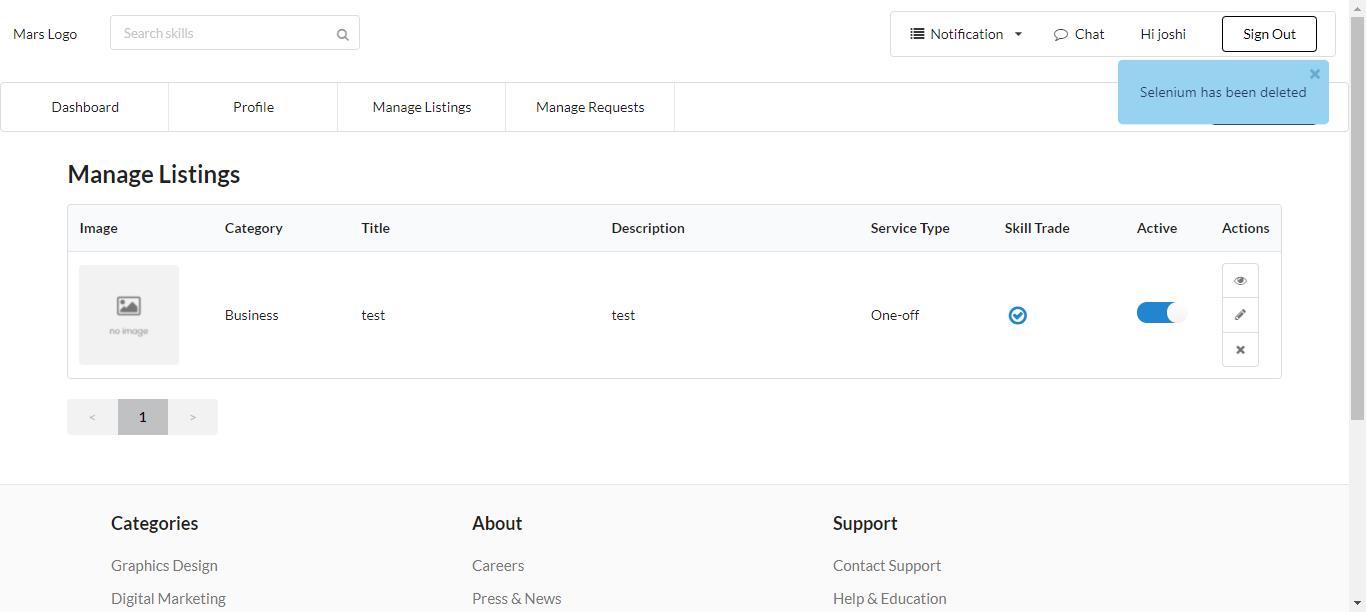 Mars Logo
Search skills
Notification
Chat
Hi joshi
Sign Out
Selenium has been deleted
Dashboard
Profile
Manage Listings
Manage Requests
Manage Listings
Image
Category
Title
Description
Service Type
Skill Trade
Active
Actions
no image
Business
test
test
One-off
<
1
>
Categories
About
Support
Graphics Design
Careers
Contact Support
Digital Marketing
Press & News
Help & Education